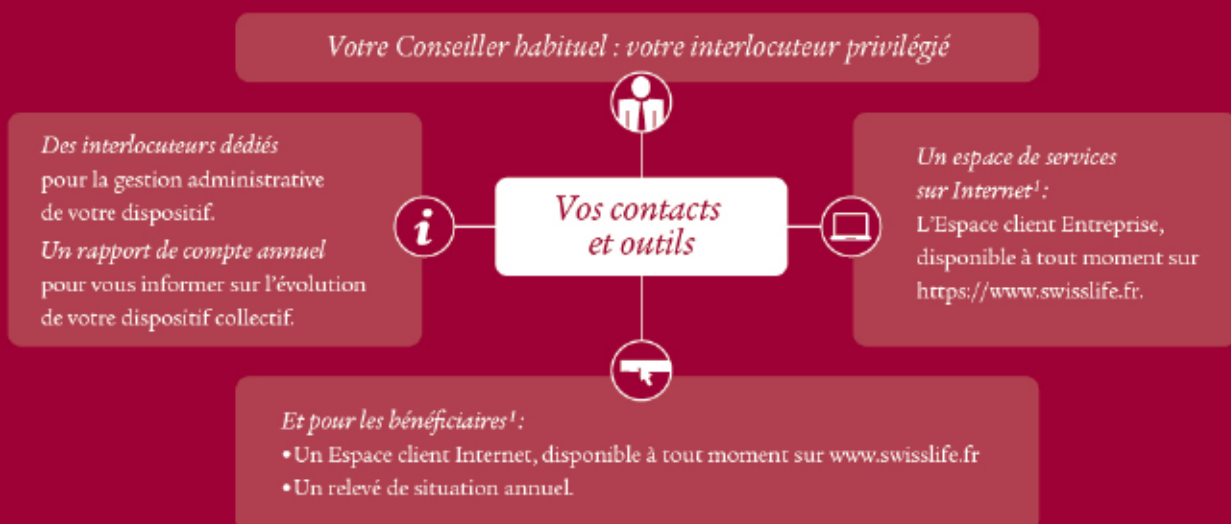 Votre Conseiller habituel : votre interlocuteur privilégié
Des interlocuteurs dédiés
pour la gestion administrative
de votre dispositif.
Un rapport de compte annuel
pour vous informer sur l'évolution
de votre dispositif collectif.
Vos contacts
et outils
Un espace de services
sur Internet¹ :
L'Espace client Entreprise,
disponible à tout moment sur
https://www.swisslife.fr.
Et pour les bénéficiaires¹ :
•Un Espace client Internet, disponible à tout moment sur www.swisslife.fr
•Un relevé de situation annuel.